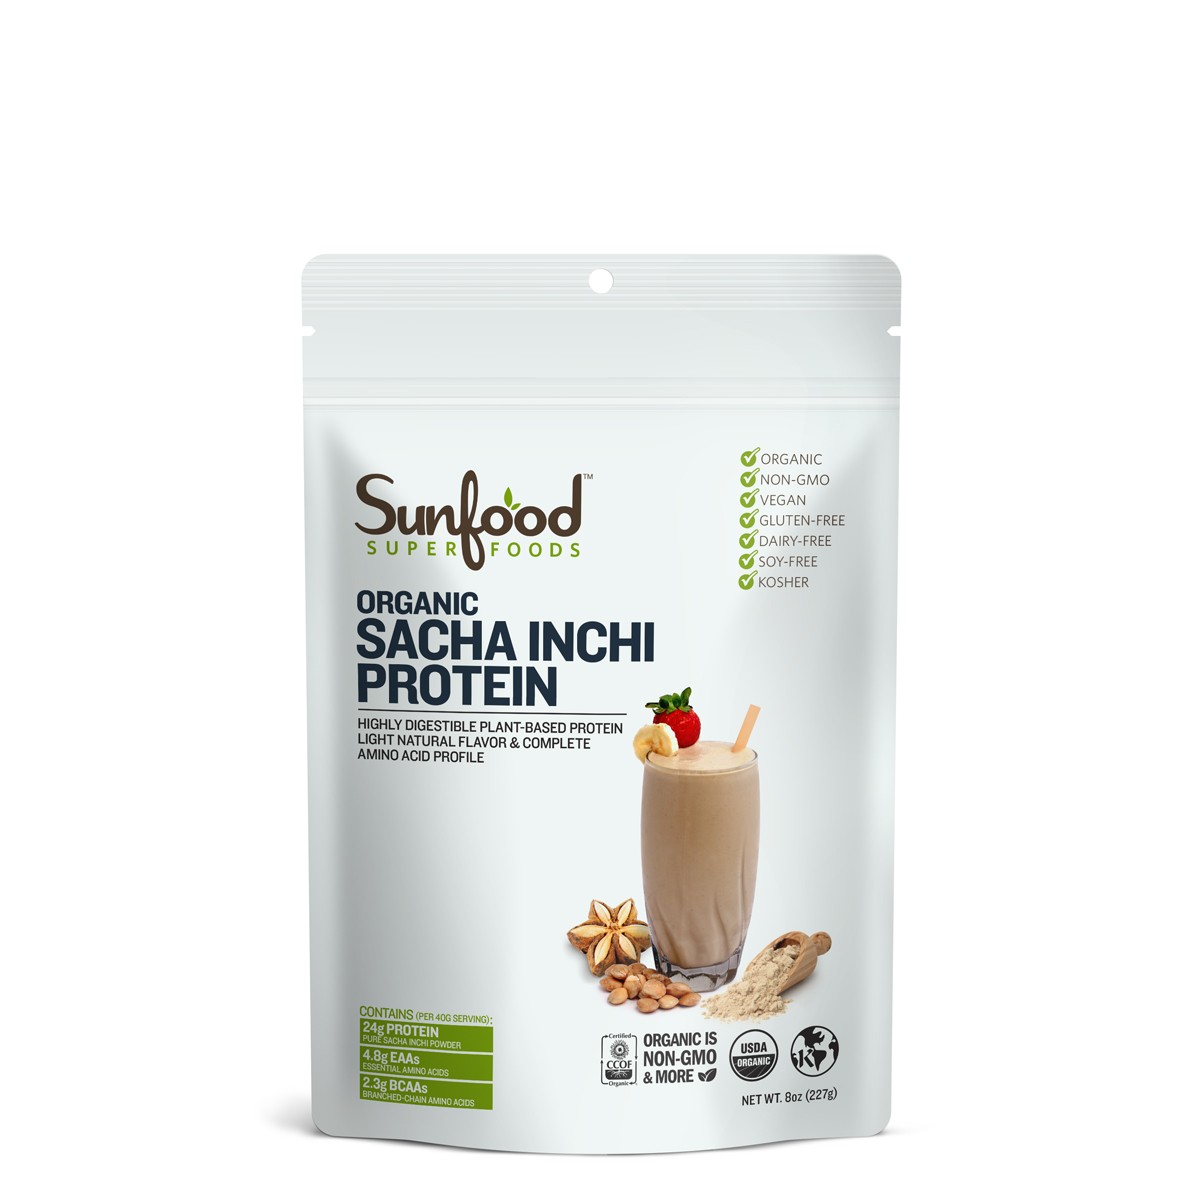 Sunfood™
SUPERFOODS
ORGANIC
NON-GMO
VEGAN
GLUTEN-FREE
DAIRY-FREE
SOY-FREE
KOSHER
ORGANIC
SACHA INCHI
PROTEIN
HIGHLY DIGESTIBLE PLANT-BASED PROTEIN
LIGHT NATURAL FLAVOR & COMPLETE
AMINO ACID PROFILE
CONTAINS (PER 40G SERVING):
24g PROTEIN
PURE SACHA INCHI POWDER
4.8g EAAs
ESSENTIAL AMINO ACIDS
2.3g BCAAs
BRANCHED-CHAIN AMINO ACIDS
Certified
CCOF
Organic
ORGANIC IS
NON-GMO
& MORE
USDA
ORGANIC
K
NET WT. 8oz (227g)